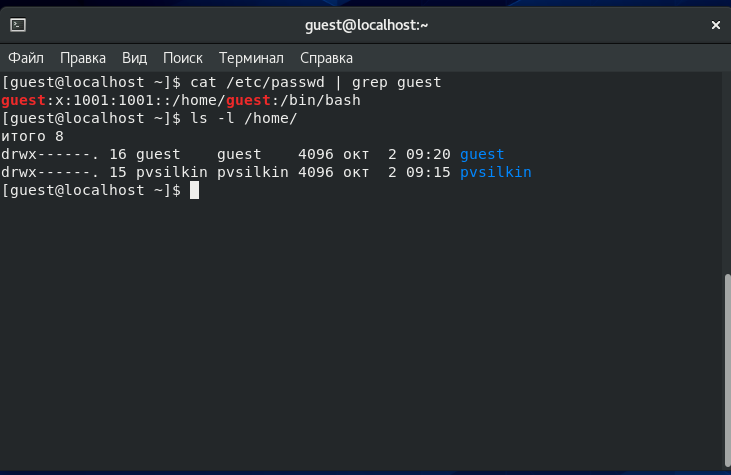 guest@localhost:~
Файл Правка Вид Поиск Терминал Справка
[guest@localhost ~]$ cat /etc/passwd | grep guest
guest:x:1001:1001::/home/guest:/bin/bash
[guest@localhost ~]$ ls -l /home/
итого 8
drwx------. 16 guest    guest    4096 окт  2 09:20 guest
drwx------. 15 pvsilkin pvsilkin 4096 окт  2 09:15 pvsilkin
[guest@localhost ~]$